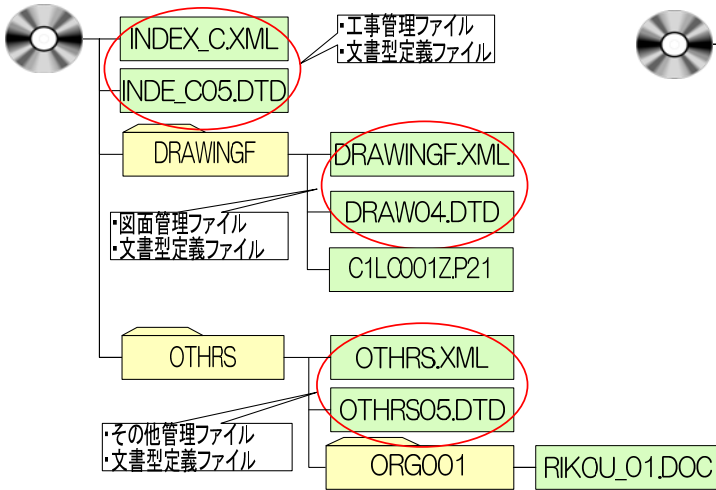 INDEX_C.XML
・工事管理ファイル
・文書型定義ファイル
INDE_C05.DTD
DRAWINGF
DRAWINGF.XML
DRAW04.DTD
・図面管理ファイル
・文書型定義ファイル
C1LC001Z.P21
OTHRS
OTHRS.XML
OTHRS05.DTD
・その他管理ファイル
・文書型定義ファイル
ORG001
RIKOU_01.DOC